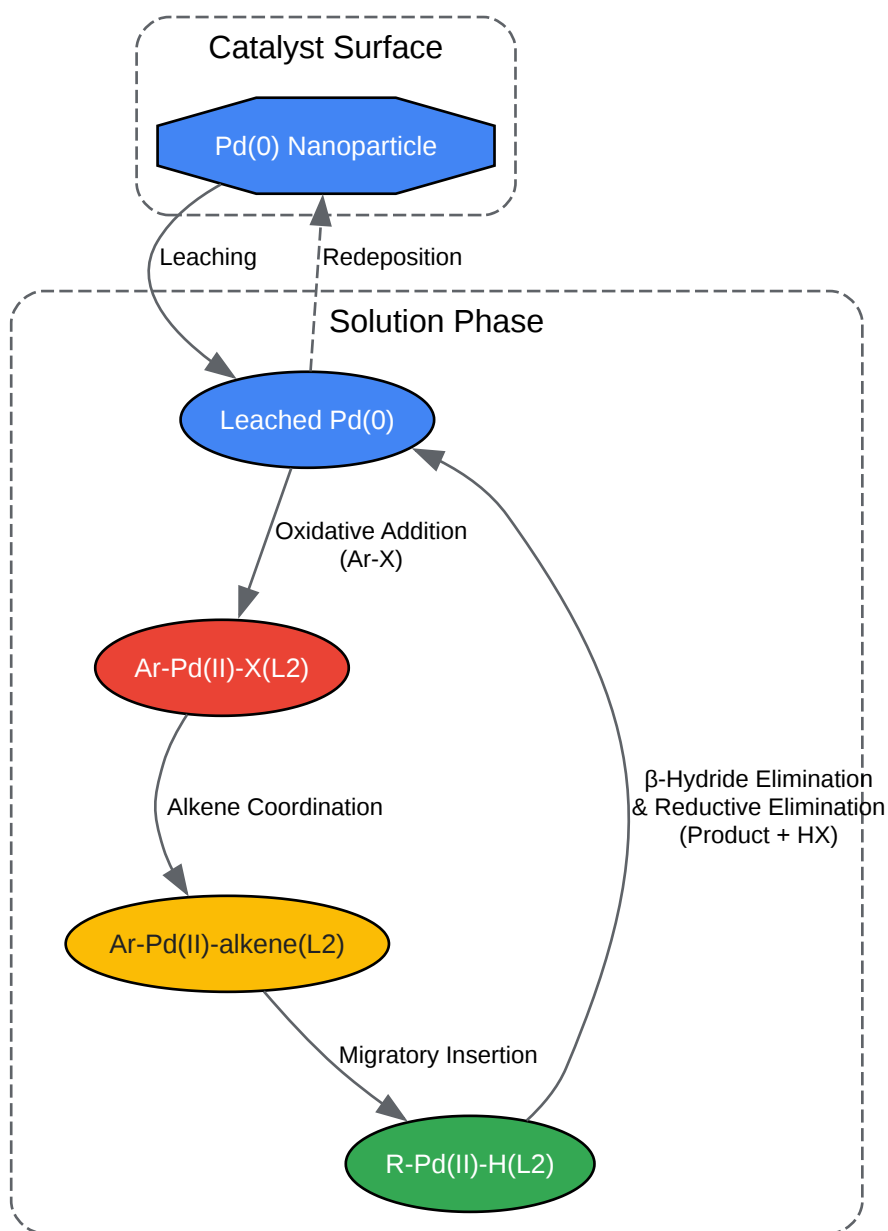 Catalyst Surface
Pd(0) Nanoparticle
Leaching
Redeposition
Solution Phase
Leached Pd(0)
Oxidative Addition
(Ar-X)
Ar-Pd(II)-X(L2)
β-Hydride Elimination
& Reductive Elimination
(Product + HX)
Alkene Coordination
Ar-Pd(II)-alkene(L2)
Migratory Insertion
R-Pd(II)-H(L2)